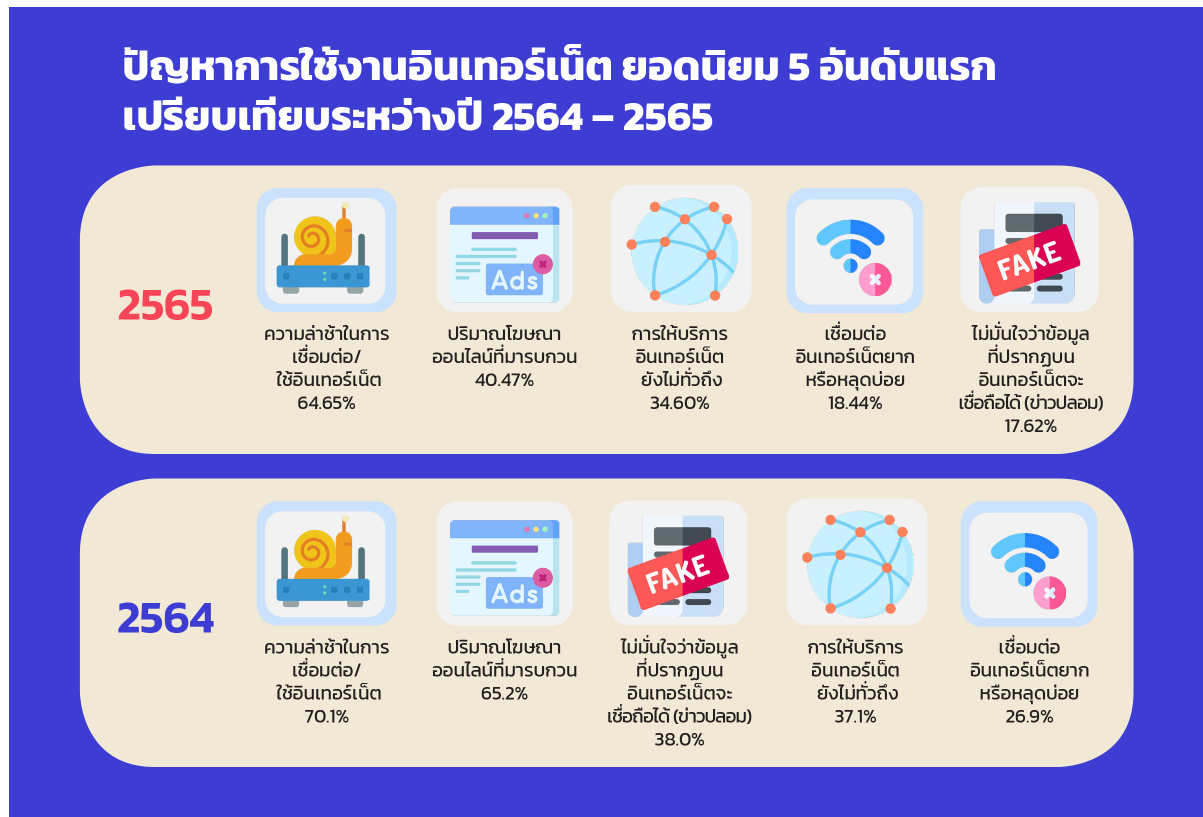 ปัญหาการใช้งานอินเทอร์เน็ต ยอดนิยม 5 อันดับแรก
เปรียบเทียบระหว่างปี 2564 – 2565
2565
Ads
FAKE
ความล่าช้าในการ
เชื่อมต่อ/
ใช้อินเทอร์เน็ต
64.65%
ปริมาณโฆษณา
ออนไลน์ที่มารบกวน
40.47%
การให้บริการ
อินเทอร์เน็ต
ยังไม่ทั่วถึง
34.60%
เชื่อมต่อ
อินเทอร์เน็ตยาก
หรือหลุดบ่อย
18.44%
ไม่มั่นใจว่าข้อมูล
ที่ปรากฏบน
อินเทอร์เน็ตจะ
เชื่อถือได้ (ข่าวปลอม)
17.62%
2564
Ads
FAKE
ความล่าช้าในการ
เชื่อมต่อ/
ใช้อินเทอร์เน็ต
70.1%
ปริมาณโฆษณา
ออนไลน์ที่มารบกวน
65.2%
ไม่มั่นใจว่าข้อมูล
ที่ปรากฏบน
อินเทอร์เน็ตจะ
เชื่อถือได้ (ข่าวปลอม)
38.0%
การให้บริการ
อินเทอร์เน็ต
ยังไม่ทั่วถึง
37.1%
เชื่อมต่อ
อินเทอร์เน็ตยาก
หรือหลุดบ่อย
26.9%